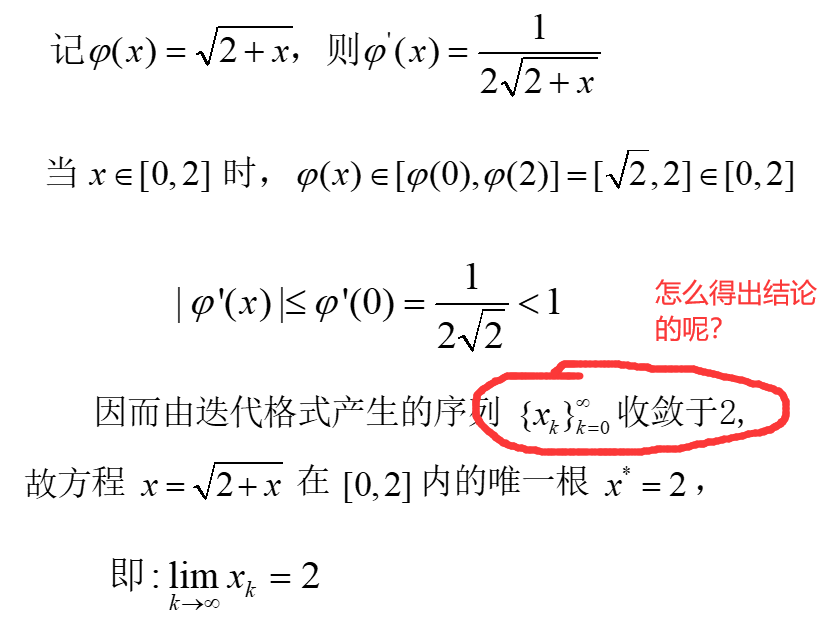 记φ(x) = √(2 + x)，则φ'(x) = 1/(2√(2 + x))
当 x ∈ [0, 2] 时，φ(x) ∈ [φ(0), φ(2)] = [√2, 2] ∈ [0, 2]
| φ'(x) | ≤ φ'(0) = 1/(2√2) < 1
怎么得出结论
的呢？
因而由迭代格式产生的序列 {x_k}_{k=0}^∞ 收敛于2,
故方程 x = √(2 + x) 在 [0, 2] 内的唯一根 x^* = 2，
即: lim_{k→∞} x_k = 2